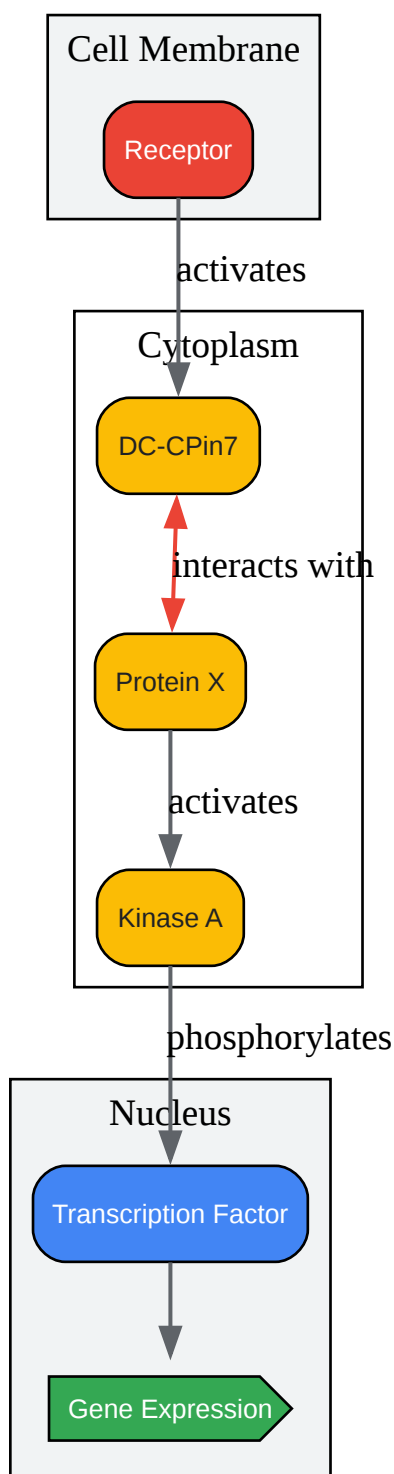 Cell Membrane
Receptor
activates
Cytoplasm
DC-CPin7
interacts with
Protein X
activates
Kinase A
phosphorylates
Nucleus
Transcription Factor
Gene Expression